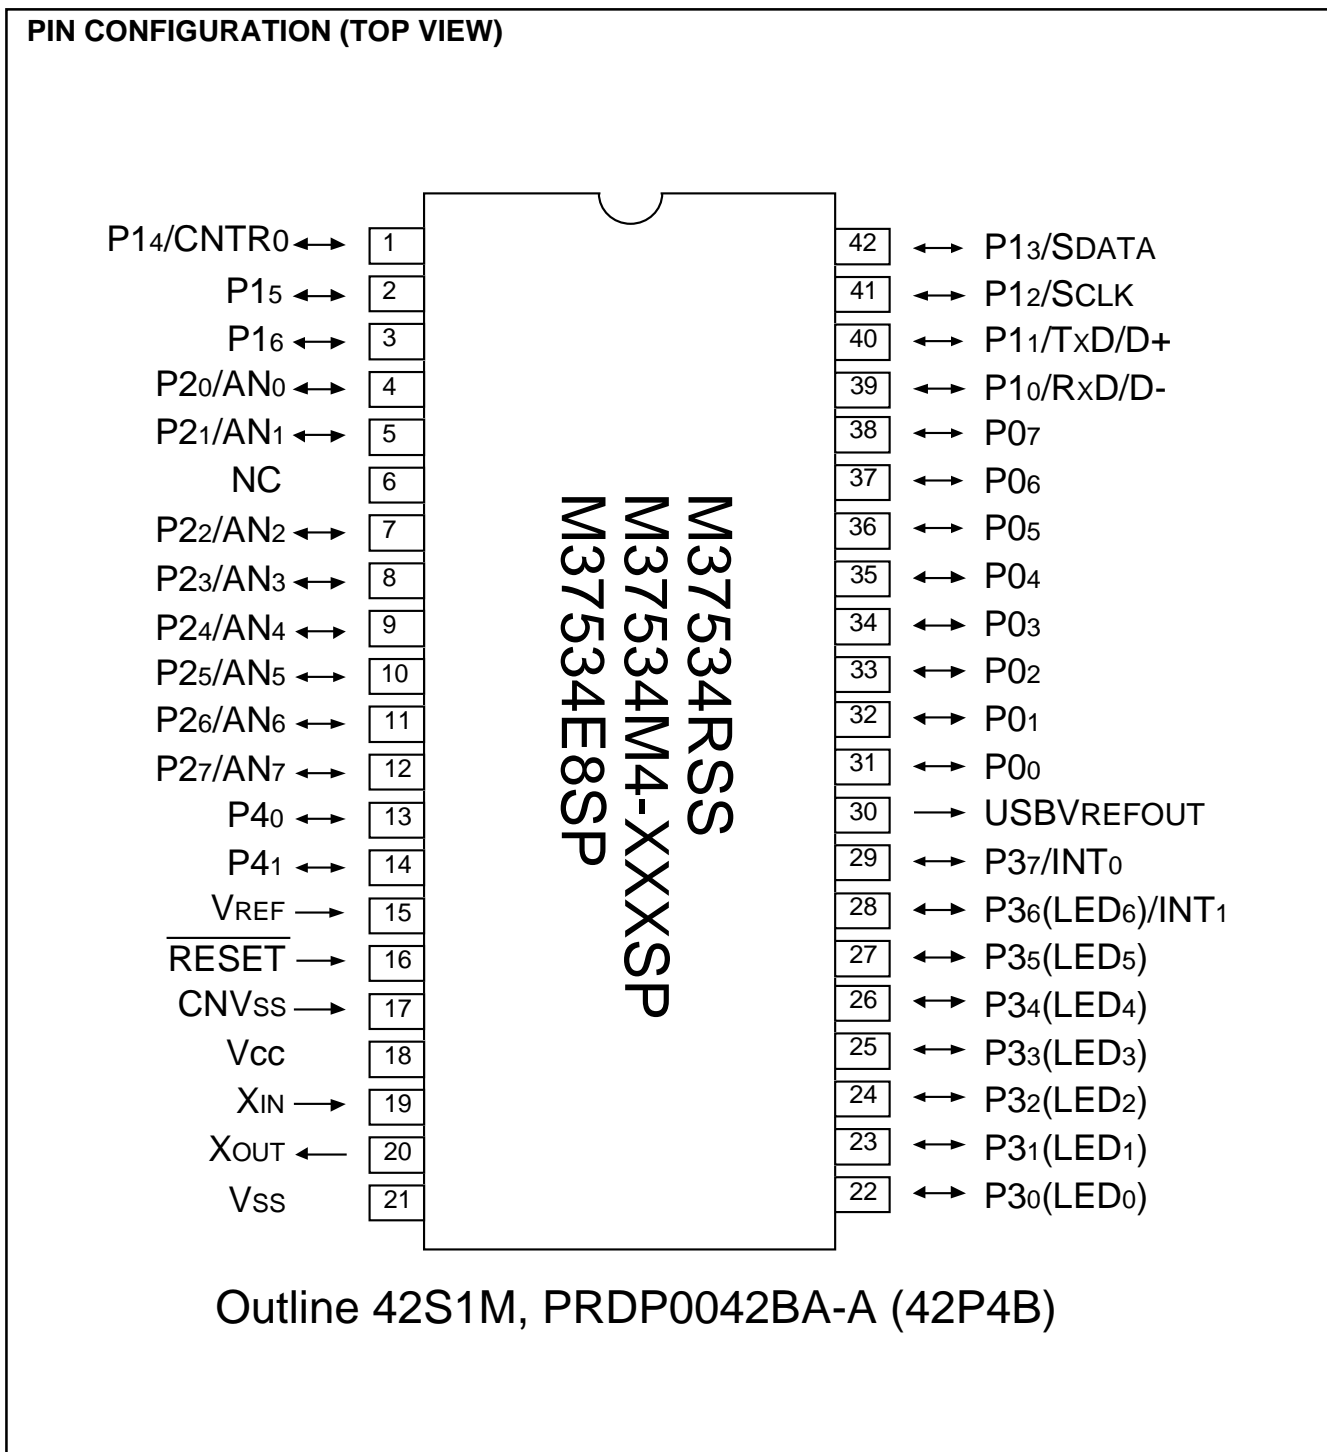 PIN CONFIGURATION (TOP VIEW)
P14/CNTR0 1
P15 2
P16 3
P20/AN0 4
P21/AN1 5
NC 6
P22/AN2 7
P23/AN3 8
P24/AN4 9
P25/AN5 10
P26/AN6 11
P27/AN7 12
P40 13
P41 14
VREF 15
RESET 16
CNVSS 17
Vcc 18
XIN 19
XOUT 20
VSS 21
M37534RSS
M37534M4-XXXSP
M37534E8SP
42 P13/SDATA
41 P12/SCLK
40 P11/TxD/D+
39 P10/RxD/D-
38 P07
37 P06
36 P05
35 P04
34 P03
33 P02
32 P01
31 P00
30 USBVREFOUT
29 P37/INT0
28 P36(LED6)/INT1
27 P35(LED5)
26 P34(LED4)
25 P33(LED3)
24 P32(LED2)
23 P31(LED1)
22 P30(LED0)
Outline 42S1M, PRDP0042BA-A (42P4B)